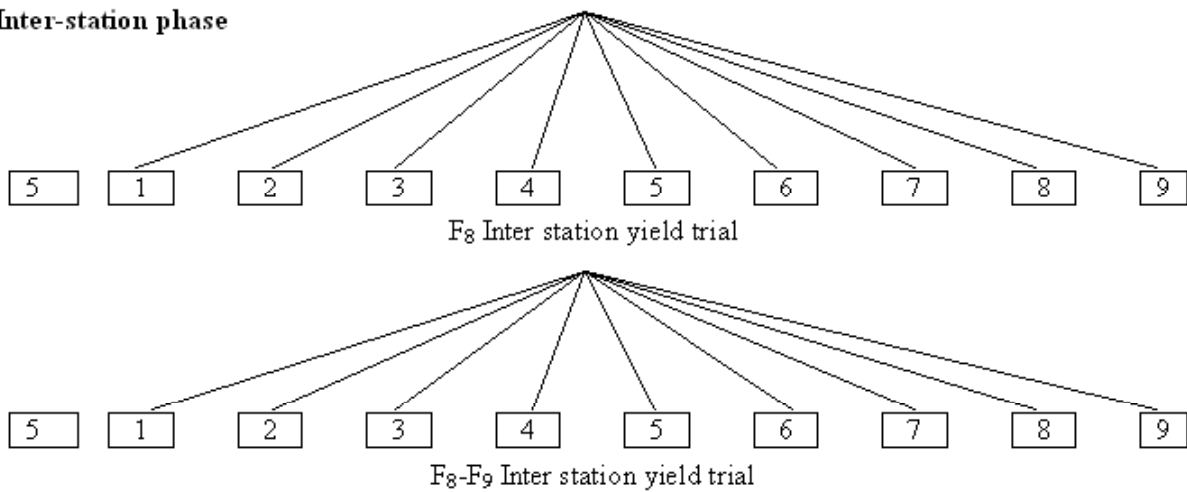 Inter-station phase
5 1 2 3 4 5 6 7 8 9
F8 Inter station yield trial
5 1 2 3 4 5 6 7 8 9
F8-F9 Inter station yield trial